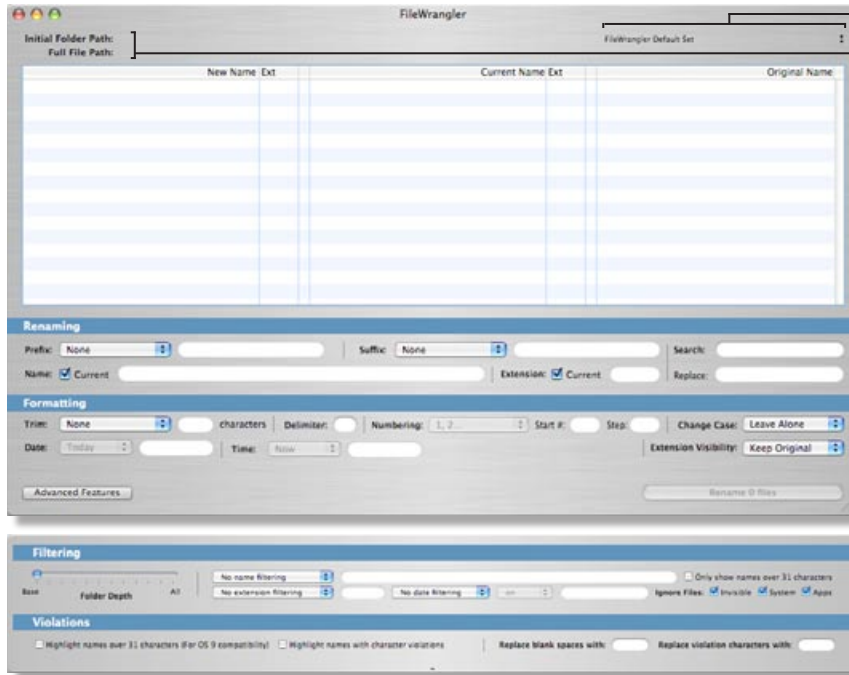 FileWrangler
Initial Folder Path:
FileWrangler Default Set
Full File Path:
New Name Ext Current Name Ext Original Name
Renaming
Prefix: None Suffix: None Search:
Name: Current Extension: Current Replace:
Formatting
Trim: None characters Delimiter: Numbering: 1, 2... Start #: Step: Change Case: Leave Alone
Date: Today Time: Now Extension Visibility: Keep Original
Advanced Features Rename 0 files
Filtering
No name filtering Only show names over 31 characters
Base Folder Depth All No extension filtering No date filtering on Ignore Files: Invisible System Apps
Violations
Highlight names over 31 characters (For OS 9 compatibility) Highlight names with character violations Replace blank spaces with: Replace violation characters with: